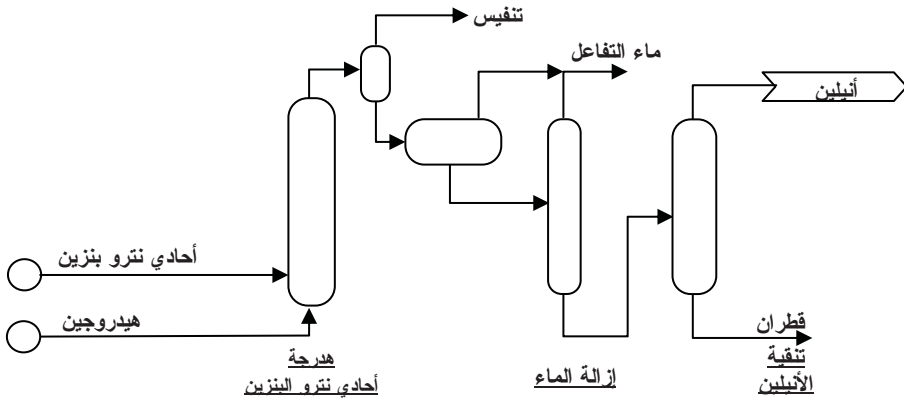 تنفيس
ماء التفاعل
أنيلين
أحادي نترو بنزين
هيدروجين
هدرجة
أحادي نترو البنزين
إزالة الماء
قطران
تنقية
الأنيلين